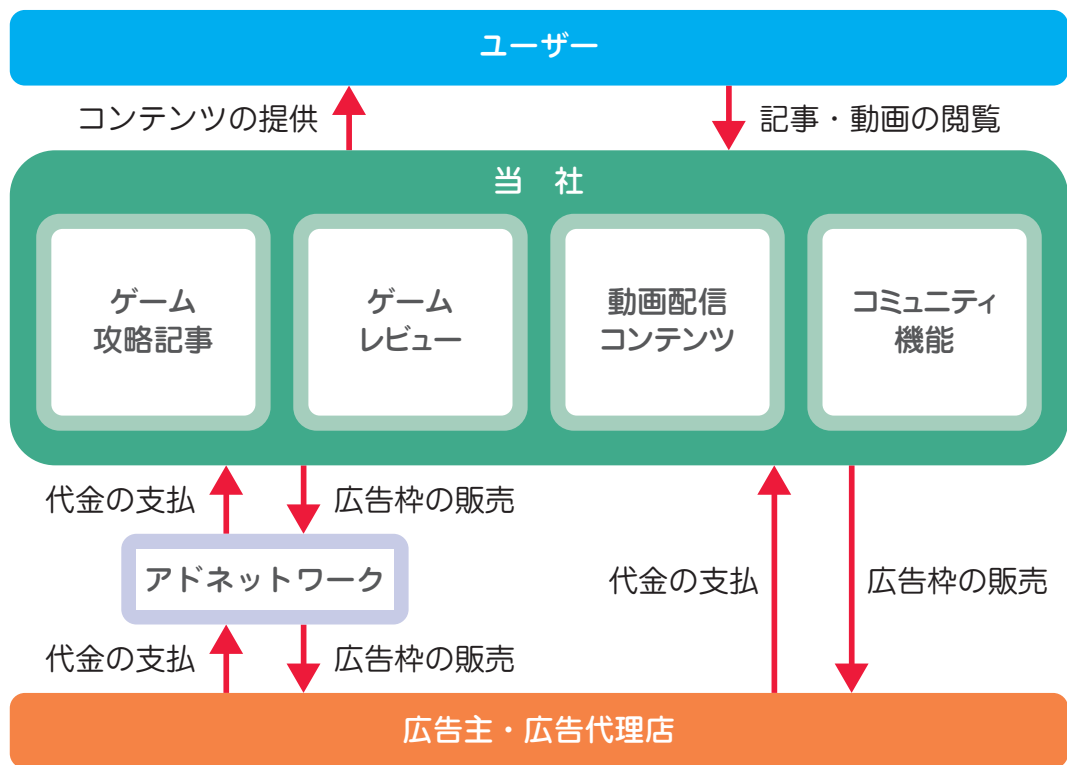 ユーザー
コンテンツの提供
記事・動画の閲覧
当　社
ゲーム
攻略記事
ゲーム
レビュー
動画配信
コンテンツ
コミュニティ
機能
代金の支払
広告枠の販売
アドネットワーク
代金の支払
広告枠の販売
代金の支払
広告枠の販売
広告主・広告代理店